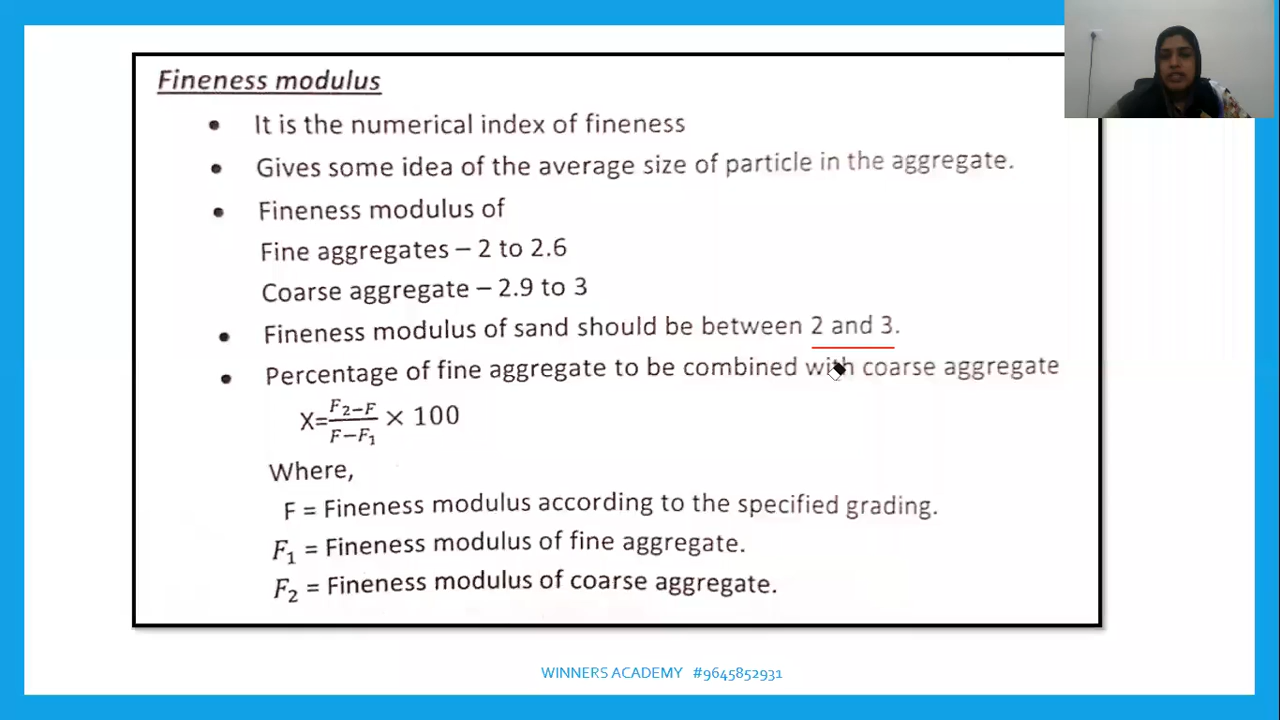 Fineness modulus
• It is the numerical index of fineness
• Gives some idea of the average size of particle in the aggregate.
• Fineness modulus of
Fine aggregates – 2 to 2.6
Coarse aggregate – 2.9 to 3
• Fineness modulus of sand should be between 2 and 3.
• Percentage of fine aggregate to be combined with coarse aggregate
X=\frac{F₂−F}{F−F₁} × 100
Where,
F = Fineness modulus according to the specified grading.
F₁ = Fineness modulus of fine aggregate.
F₂ = Fineness modulus of coarse aggregate.
WINNERS ACADEMY #9645852931